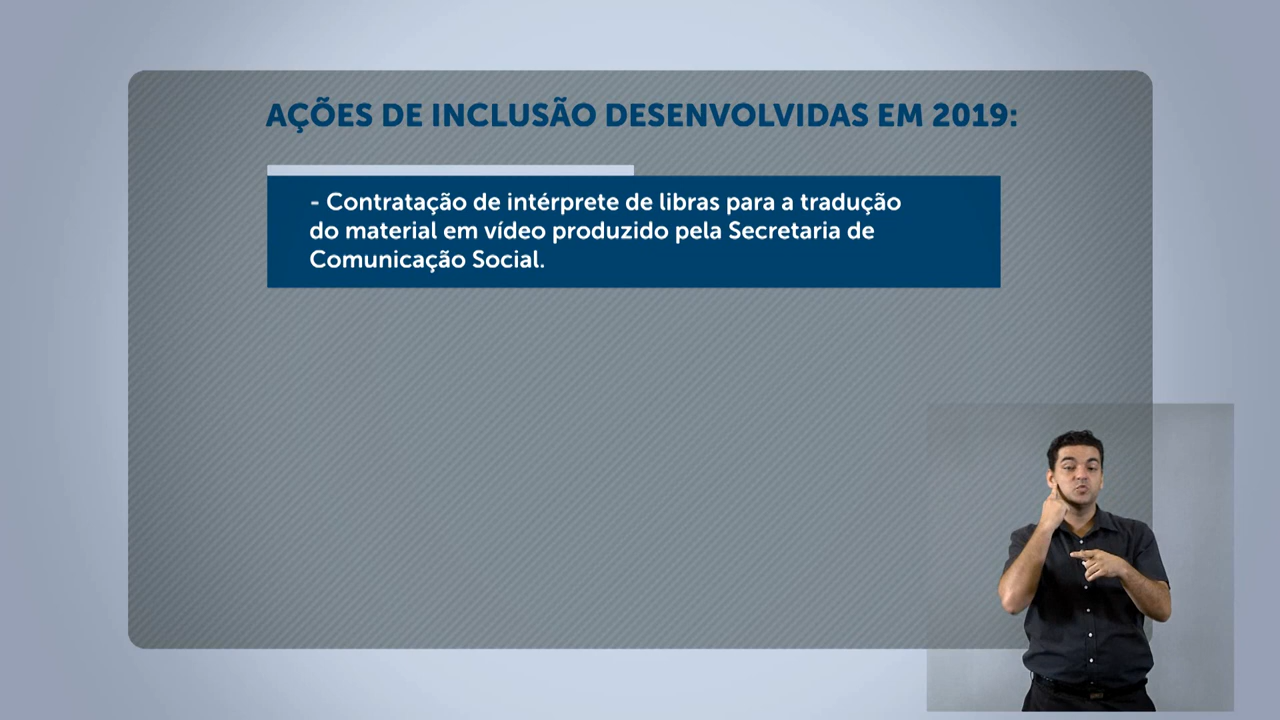 AÇÕES DE INCLUSÃO DESENVOLVIDAS EM 2019:
- Contratação de intérprete de libras para a tradução
do material em vídeo produzido pela Secretaria de
Comunicação Social.